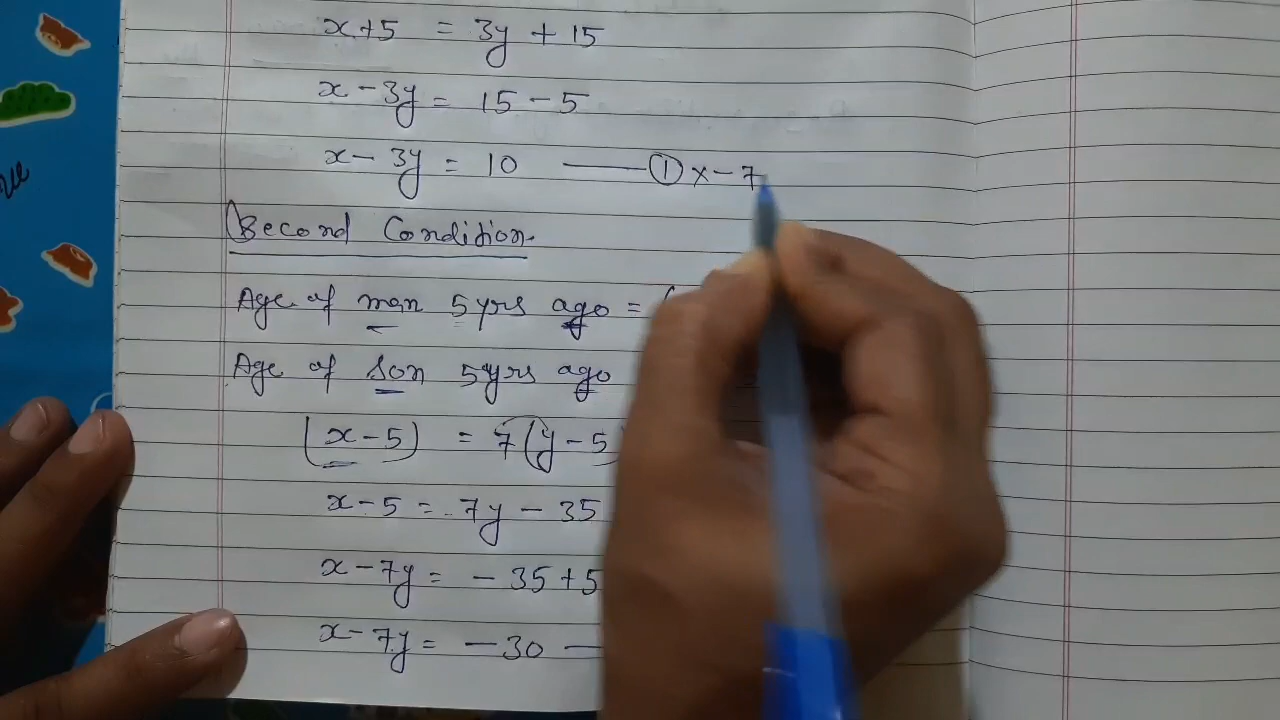 x+5 = 3y + 15
x - 3y = 15 - 5
x - 3y = 10 —— ① x - 7
Second Condition.
Age of man 5yrs ago = (
Age of son 5yrs ago
(x - 5) = 7(y - 5)
x - 5 = 7y - 35
x - 7y = - 35 + 5
x - 7y = - 30 —